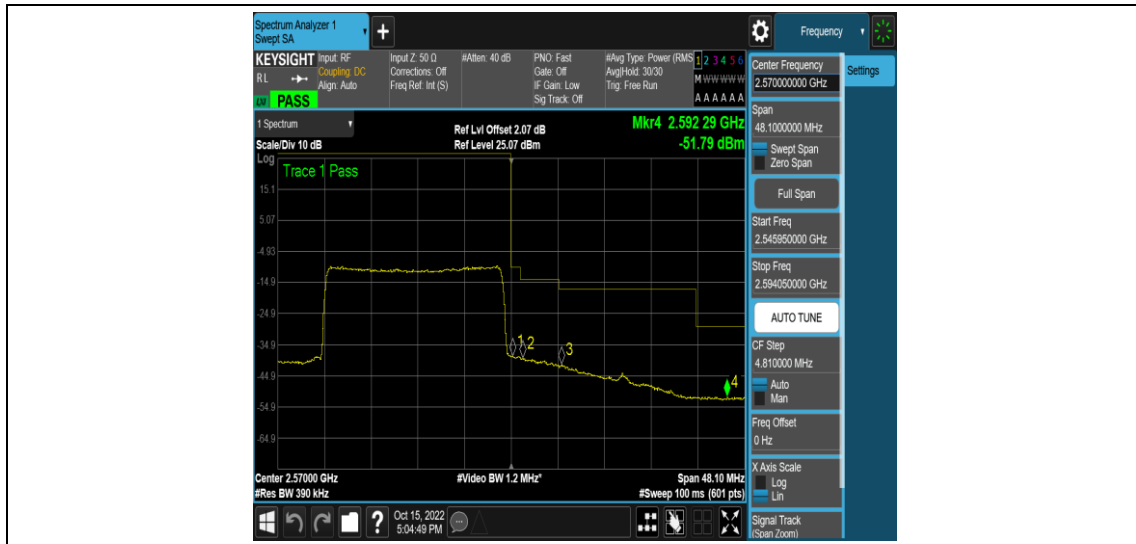 Spectrum Analyzer 1
Swept SA
+
Frequency
KEYSIGHT
RL
PASS
Input: RF
Coupling: DC
Align: Auto
Input Z: 50 Ω
Corrections: Off
Freq Ref: Int (S)
#Atten: 40 dB
PNO: Fast
Gate: Off
IF Gain: Low
Sig Track: Off
#Avg Type: Power (RMS
Avg|Hold: 30/30
Trig: Free Run
1 2 3 4 5 6
M W W W W W
A A A A A A
Center Frequency
2.570000000 GHz
Settings
Span
48.1000000 MHz
Swept Span
Zero Span
Full Span
Start Freq
2.545950000 GHz
Stop Freq
2.594050000 GHz
AUTO TUNE
CF Step
4.810000 MHz
Auto
Man
Freq Offset
0 Hz
X Axis Scale
Log
Lin
Signal Track
(Span Zoom)
1 Spectrum
Scale/Div 10 dB
Ref Lvl Offset 2.07 dB
Ref Level 25.07 dBm
Mkr4 2.592 29 GHz
-51.79 dBm
Log
Trace 1 Pass
15.1
5.07
-4.93
-14.9
-24.9
-34.9
-44.9
-54.9
-64.9
1 2
3
4
Center 2.57000 GHz
#Res BW 390 kHz
#Video BW 1.2 MHz*
Span 48.10 MHz
#Sweep 100 ms (601 pts)
?
Oct 15, 2022
5:04:49 PM